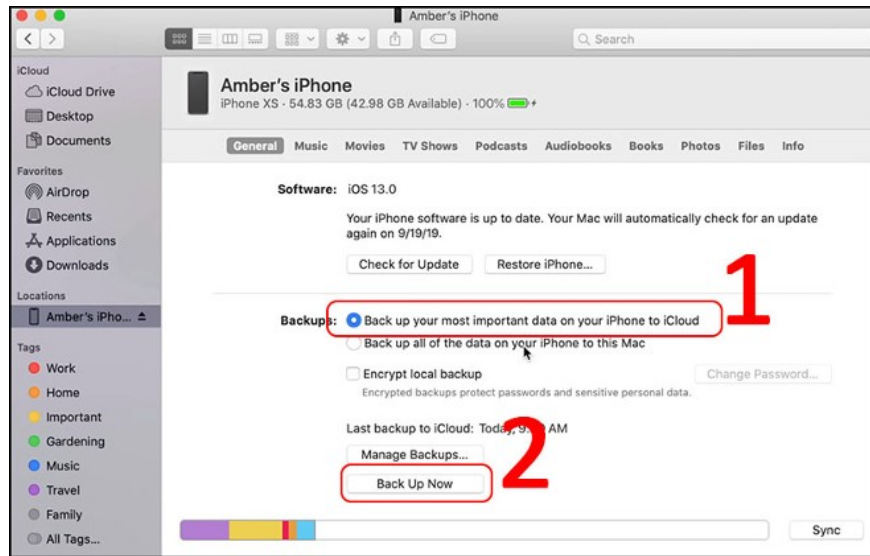 Amber's iPhone
Search
iCloud
iCloud Drive
Desktop
Documents
Favorites
AirDrop
Recents
Applications
Downloads
Locations
Amber's iPho...
Tags
Work
Home
Important
Gardening
Music
Travel
Family
All Tags...
Amber's iPhone
iPhone XS · 54.83 GB (42.98 GB Available) · 100%
General Music Movies TV Shows Podcasts Audiobooks Books Photos Files Info
Software: iOS 13.0
Your iPhone software is up to date. Your Mac will automatically check for an update
again on 9/19/19.
Check for Update Restore iPhone...
1
Backups: Back up your most important data on your iPhone to iCloud
Back up all of the data on your iPhone to this Mac
Encrypt local backup Change Password...
Encrypted backups protect passwords and sensitive personal data.
Last backup to iCloud: Today, AM
Manage Backups...
2
Back Up Now
Sync